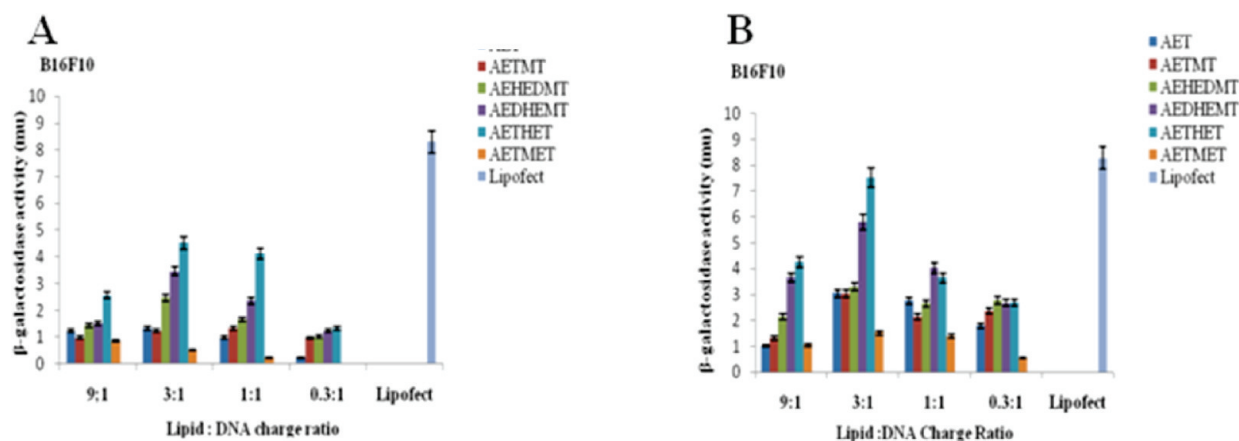 A
B16F10
AETMT
AEHEDMT
AEDHEMT
AETHET
AETMET
Lipofect
β-galactosidase activity (mu)
10
9
8
7
6
5
4
3
2
1
0
9:1 3:1 1:1 0.3:1 Lipofect
Lipid : DNA charge ratio
B
B16F10
AET
AETMT
AEHEDMT
AEDHEMT
AETHET
AETMET
Lipofect
β-galactosidase activity (mu)
10
9
8
7
6
5
4
3
2
1
0
9:1 3:1 1:1 0.3:1 Lipofect
Lipid :DNA Charge Ratio